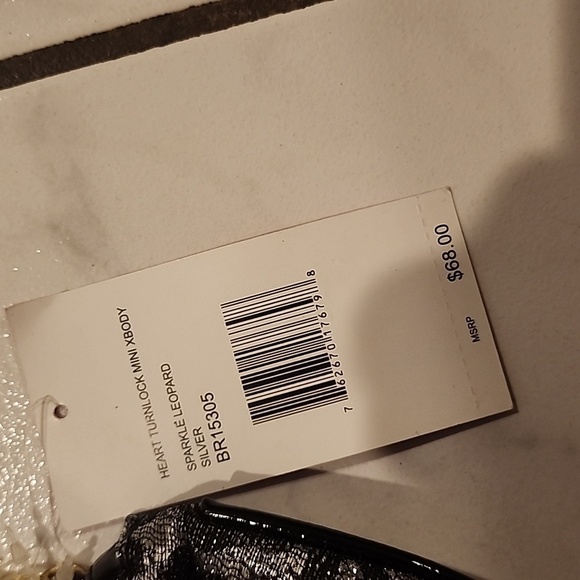 HEART TURNLOCK MINI XBODY
SPARKLE LEOPARD
SILVER
BR15305
7 62670 17679 8
MSRP
$68.00